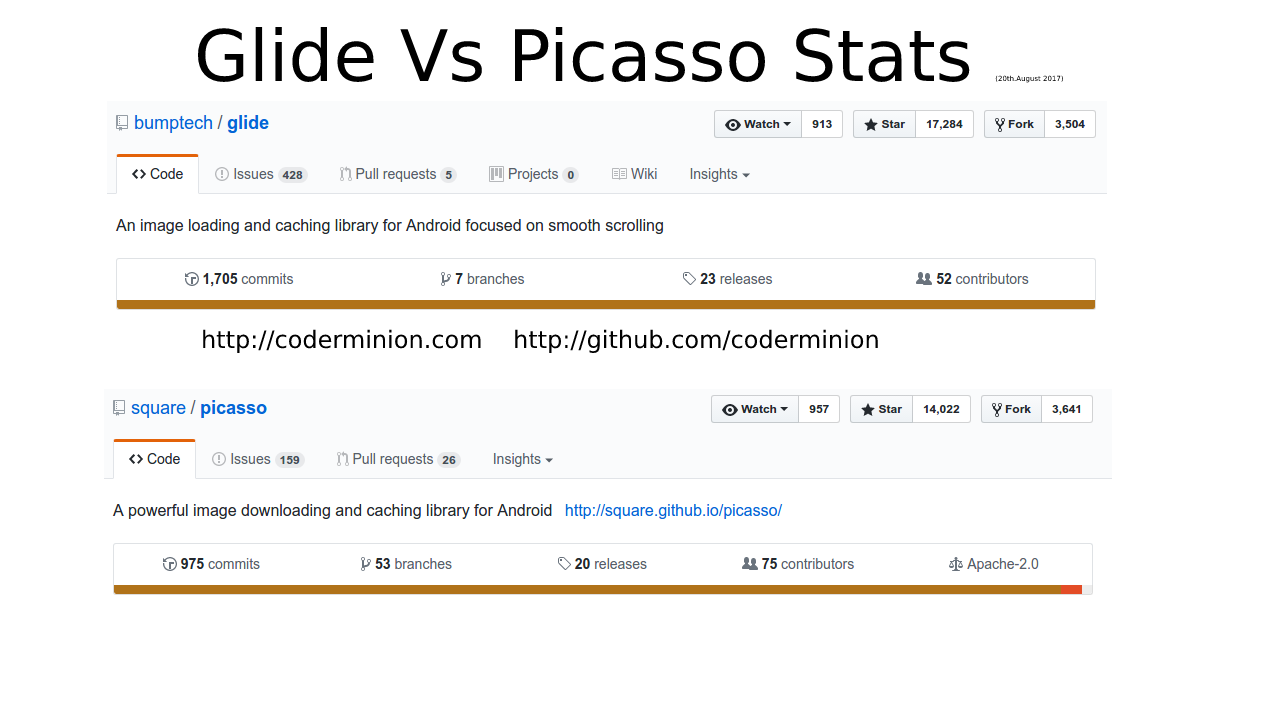 Glide Vs Picasso Stats (20th.August 2017)
bumptech / glide Watch 913 Star 17,284 Fork 3,504
Code Issues 428 Pull requests 5 Projects 0 Wiki Insights
An image loading and caching library for Android focused on smooth scrolling
1,705 commits 7 branches 23 releases 52 contributors
http://coderminion.com http://github.com/coderminion
square / picasso Watch 957 Star 14,022 Fork 3,641
Code Issues 159 Pull requests 26 Insights
A powerful image downloading and caching library for Android http://square.github.io/picasso/
975 commits 53 branches 20 releases 75 contributors Apache-2.0